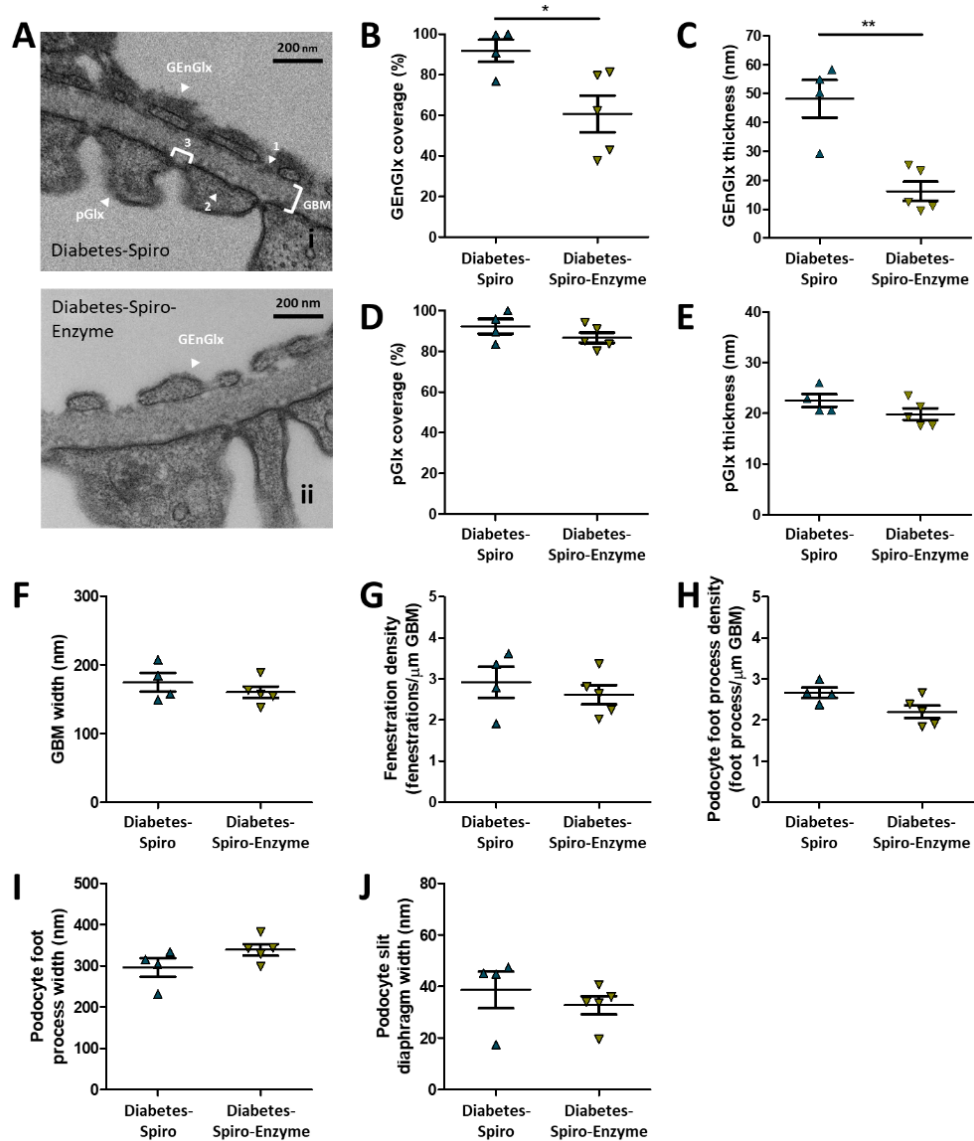 A
200 nm
GEnGlx
3
1
2
GBM
pGlx
i
Diabetes-Spiro
Diabetes-Spiro-
Enzyme
200 nm
GEnGlx
ii
B
*
GEnGlx coverage (%)
100
80
60
40
20
0
Diabetes-
Spiro
Diabetes-
Spiro-Enzyme
C
**
GEnGlx thickness (nm)
70
60
50
40
30
20
10
0
Diabetes-
Spiro
Diabetes-
Spiro-Enzyme
D
pGlx coverage (%)
100
80
60
40
20
0
Diabetes-
Spiro
Diabetes-
Spiro-Enzyme
E
pGlx thickness (nm)
40
30
20
10
0
Diabetes-
Spiro
Diabetes-
Spiro-Enzyme
F
GBM width (nm)
300
200
100
0
Diabetes-
Spiro
Diabetes-
Spiro-Enzyme
G
Fenestration density
(fenestrations/μm GBM)
5
4
3
2
1
0
Diabetes-
Spiro
Diabetes-
Spiro-Enzyme
H
Podocyte foot process density
(foot process/μm GBM)
5
4
3
2
1
0
Diabetes-
Spiro
Diabetes-
Spiro-Enzyme
I
Podocyte foot
process width (nm)
500
400
300
200
100
0
Diabetes-
Spiro
Diabetes-
Spiro-Enzyme
J
Podocyte slit
diaphragm width (nm)
80
60
40
20
0
Diabetes-
Spiro
Diabetes-
Spiro-Enzyme